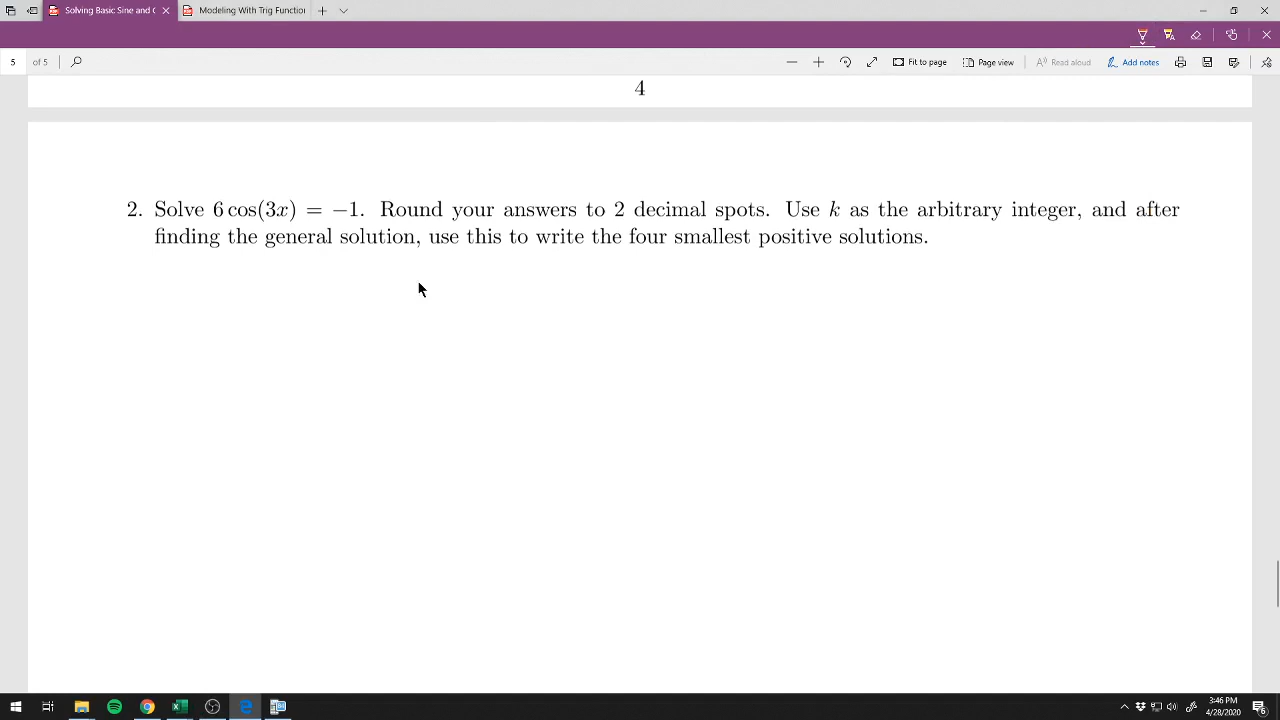 Solving Basic Sine and C
Modeling With Trig Function
5 of 5
Fit to page
Page view
Read aloud
Add notes
4
2. Solve 6 cos(3x) = −1. Round your answers to 2 decimal spots. Use k as the arbitrary integer, and after
finding the general solution, use this to write the four smallest positive solutions.
3:46 PM
4/28/2020